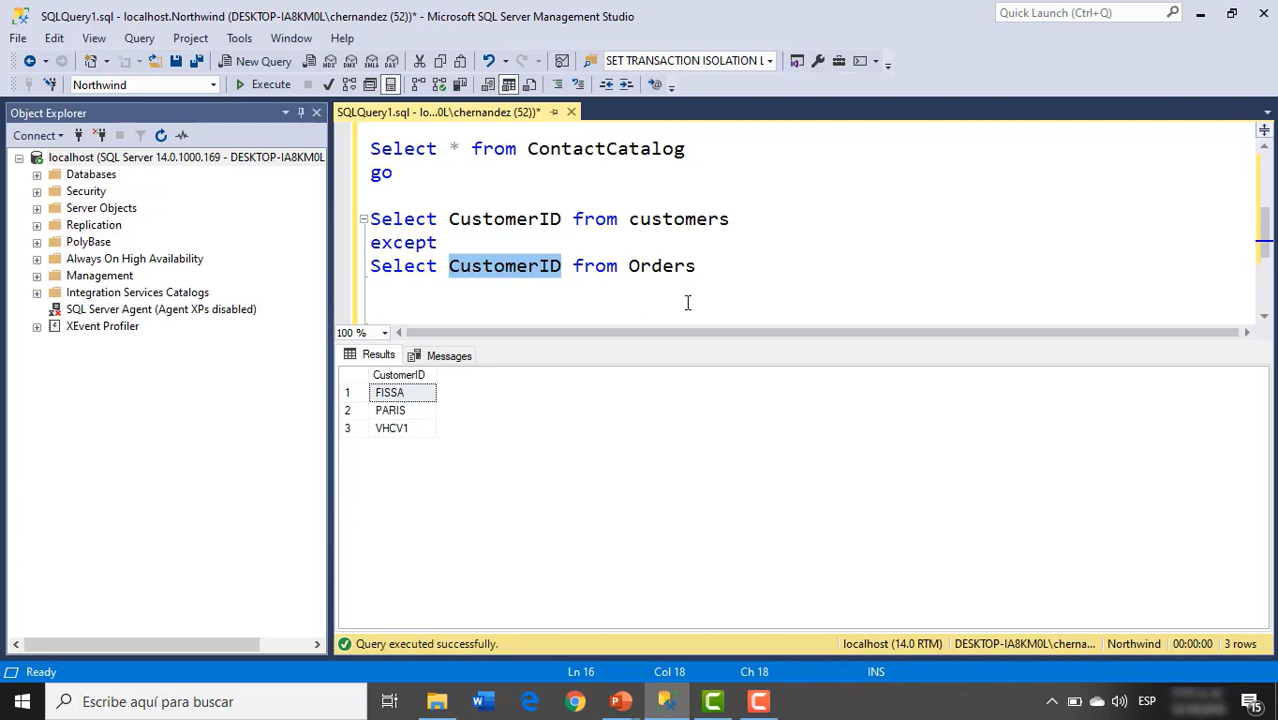 SQLQuery1.sql - localhost.Northwind (DESKTOP-IA8KM0L\chernandez (52))* - Microsoft SQL Server Management Studio
Quick Launch (Ctrl+Q)
File Edit View Query Project Tools Window Help
New Query
SET TRANSACTION ISOLATION L
Northwind
Execute
Object Explorer
SQLQuery1.sql - lo...0L\chernandez (52))*
Connect
localhost (SQL Server 14.0.1000.169 - DESKTOP-IA8KM0L
Databases
Security
Server Objects
Replication
PolyBase
Always On High Availability
Management
Integration Services Catalogs
SQL Server Agent (Agent XPs disabled)
XEvent Profiler
Select * from ContactCatalog
go
Select CustomerID from customers
except
Select CustomerID from Orders
100 %
Results Messages
CustomerID
1 FISSA
2 PARIS
3 VHCV1
Query executed successfully.
localhost (14.0 RTM) DESKTOP-IA8KM0L\cherna... Northwind 00:00:00 3 rows
Ready Ln 16 Col 18 Ch 18 INS
Escribe aquí para buscar
ESP
15